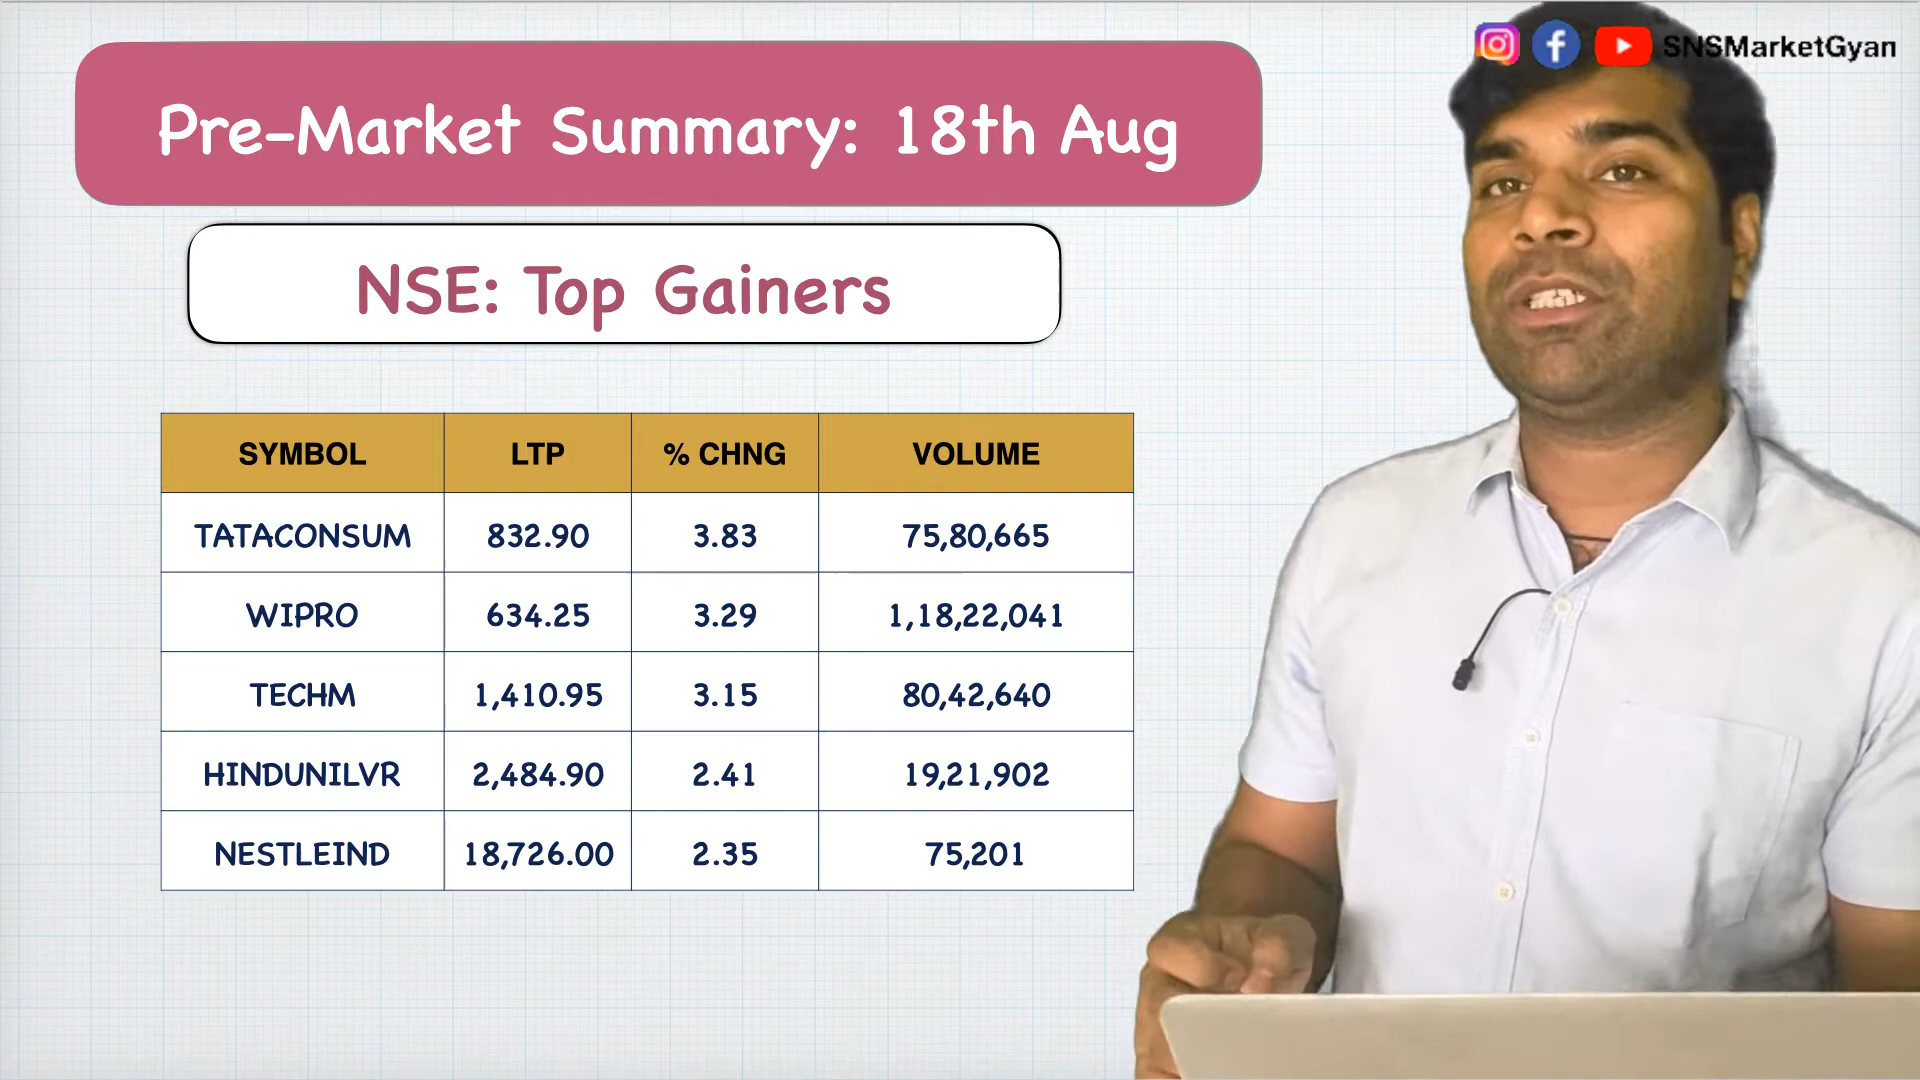 SNSMarketGyan
Pre-Market Summary: 18th Aug
NSE: Top Gainers
SYMBOL LTP % CHNG VOLUME
TATACONSUM 832.90 3.83 75,80,665
WIPRO 634.25 3.29 1,18,22,041
TECHM 1,410.95 3.15 80,42,640
HINDUNILVR 2,484.90 2.41 19,21,902
NESTLEIND 18,726.00 2.35 75,201